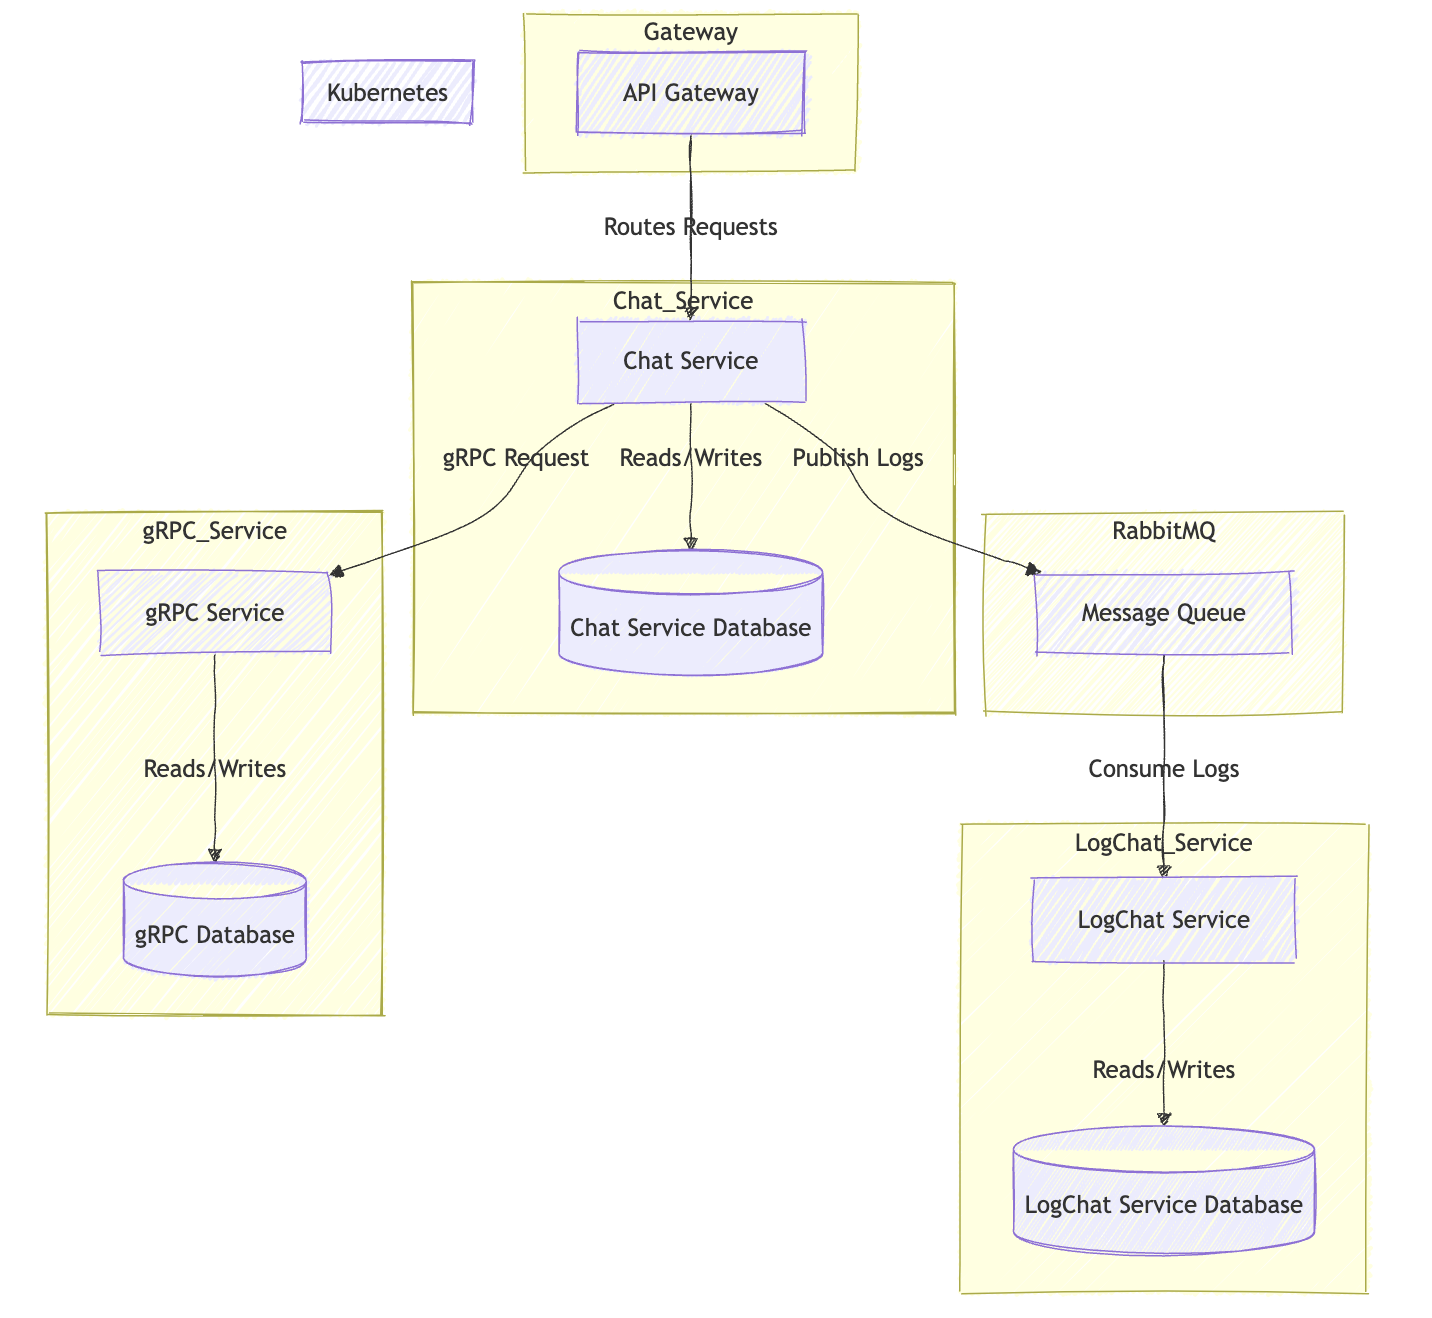 Gateway
Kubernetes
API Gateway
Routes Requests
Chat_Service
Chat Service
gRPC Request
Reads/Writes
Publish Logs
gRPC_Service
RabbitMQ
gRPC Service
Chat Service Database
Message Queue
Reads/Writes
Consume Logs
LogChat_Service
LogChat Service
gRPC Database
Reads/Writes
LogChat Service Database